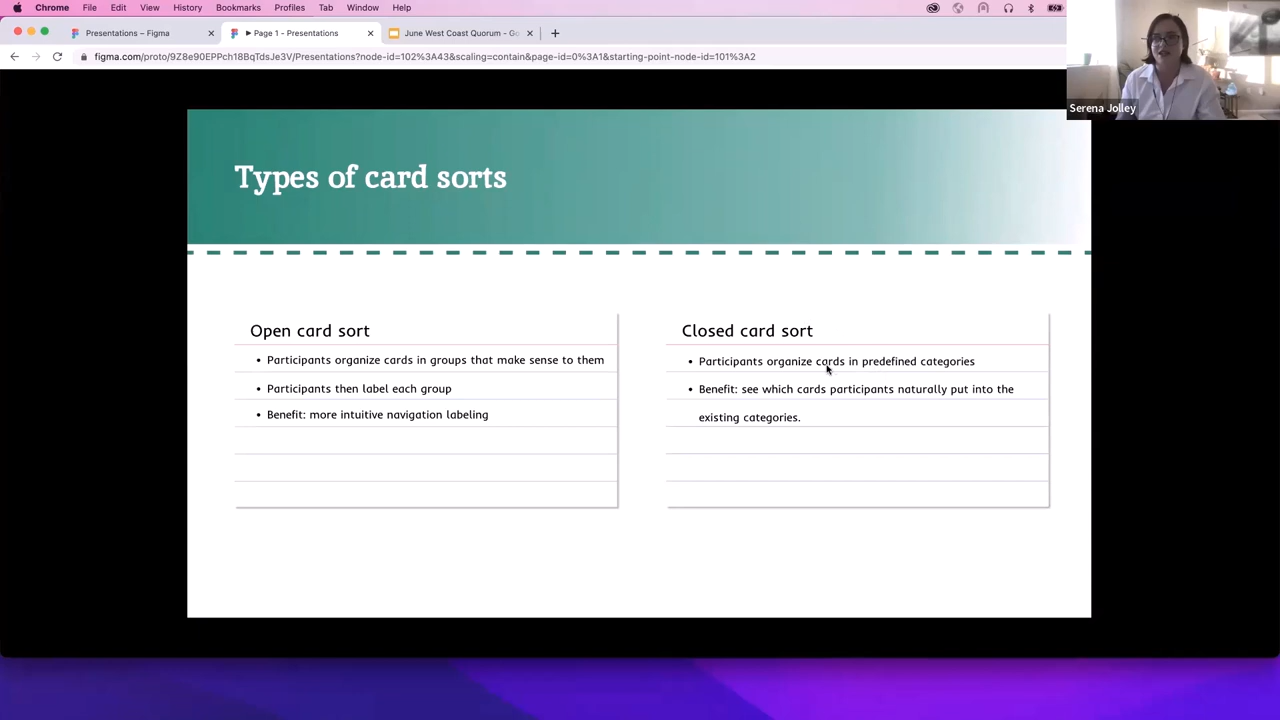 Chrome File Edit View History Bookmarks Profiles Tab Window Help
Presentations – Figma
Page 1 - Presentations
June West Coast Quorum - Go
figma.com/proto/9Z8e90EPPch18BqTdsJe3V/Presentations?node-id=102%3A43&scaling=contain&page-id=0%3A1&starting-point-node-id=101%3A2
Serena Jolley
Types of card sorts
Open card sort
• Participants organize cards in groups that make sense to them
• Participants then label each group
• Benefit: more intuitive navigation labeling
Closed card sort
• Participants organize cards in predefined categories
• Benefit: see which cards participants naturally put into the
existing categories.